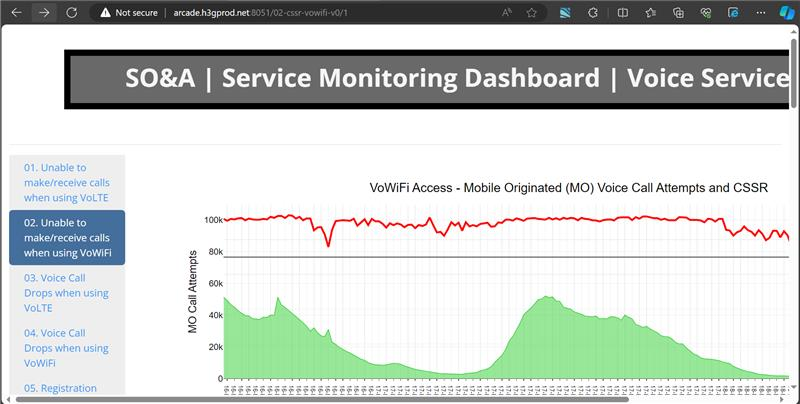 Not secure
arcade.h3gprod.net:8051/02-cssr-vowifi-v0/1
SO&A | Service Monitoring Dashboard | Voice Service
01. Unable to
make/receive calls
when using VoLTE
02. Unable to
make/receive calls
when using VoWiFi
03. Voice Call
Drops when using
VoLTE
04. Voice Call
Drops when using
VoWiFi
05. Registration
VoWiFi Access - Mobile Originated (MO) Voice Call Attempts and CSSR
MO Call Attempts
100k
80k
60k
40k
20k
0